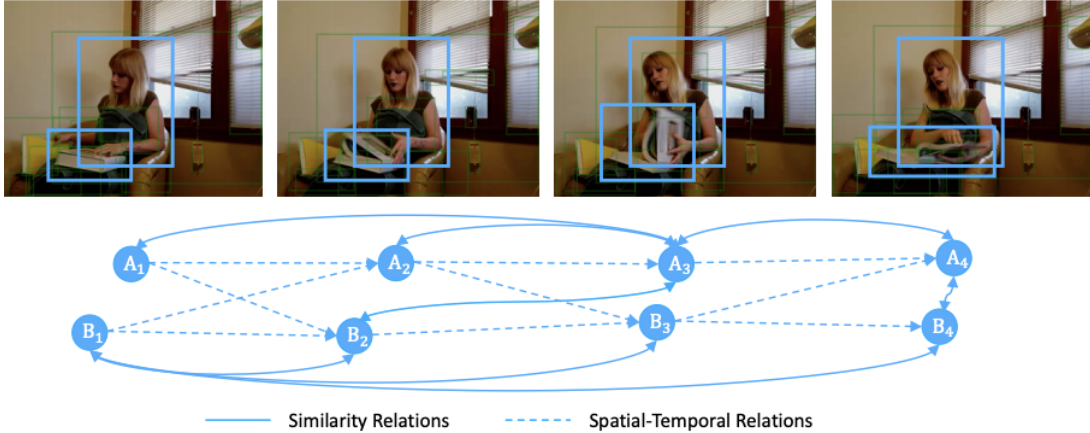 A₁ A₂ A₃ A₄
B₁ B₂ B₃ B₄
Similarity Relations Spatial-Temporal Relations